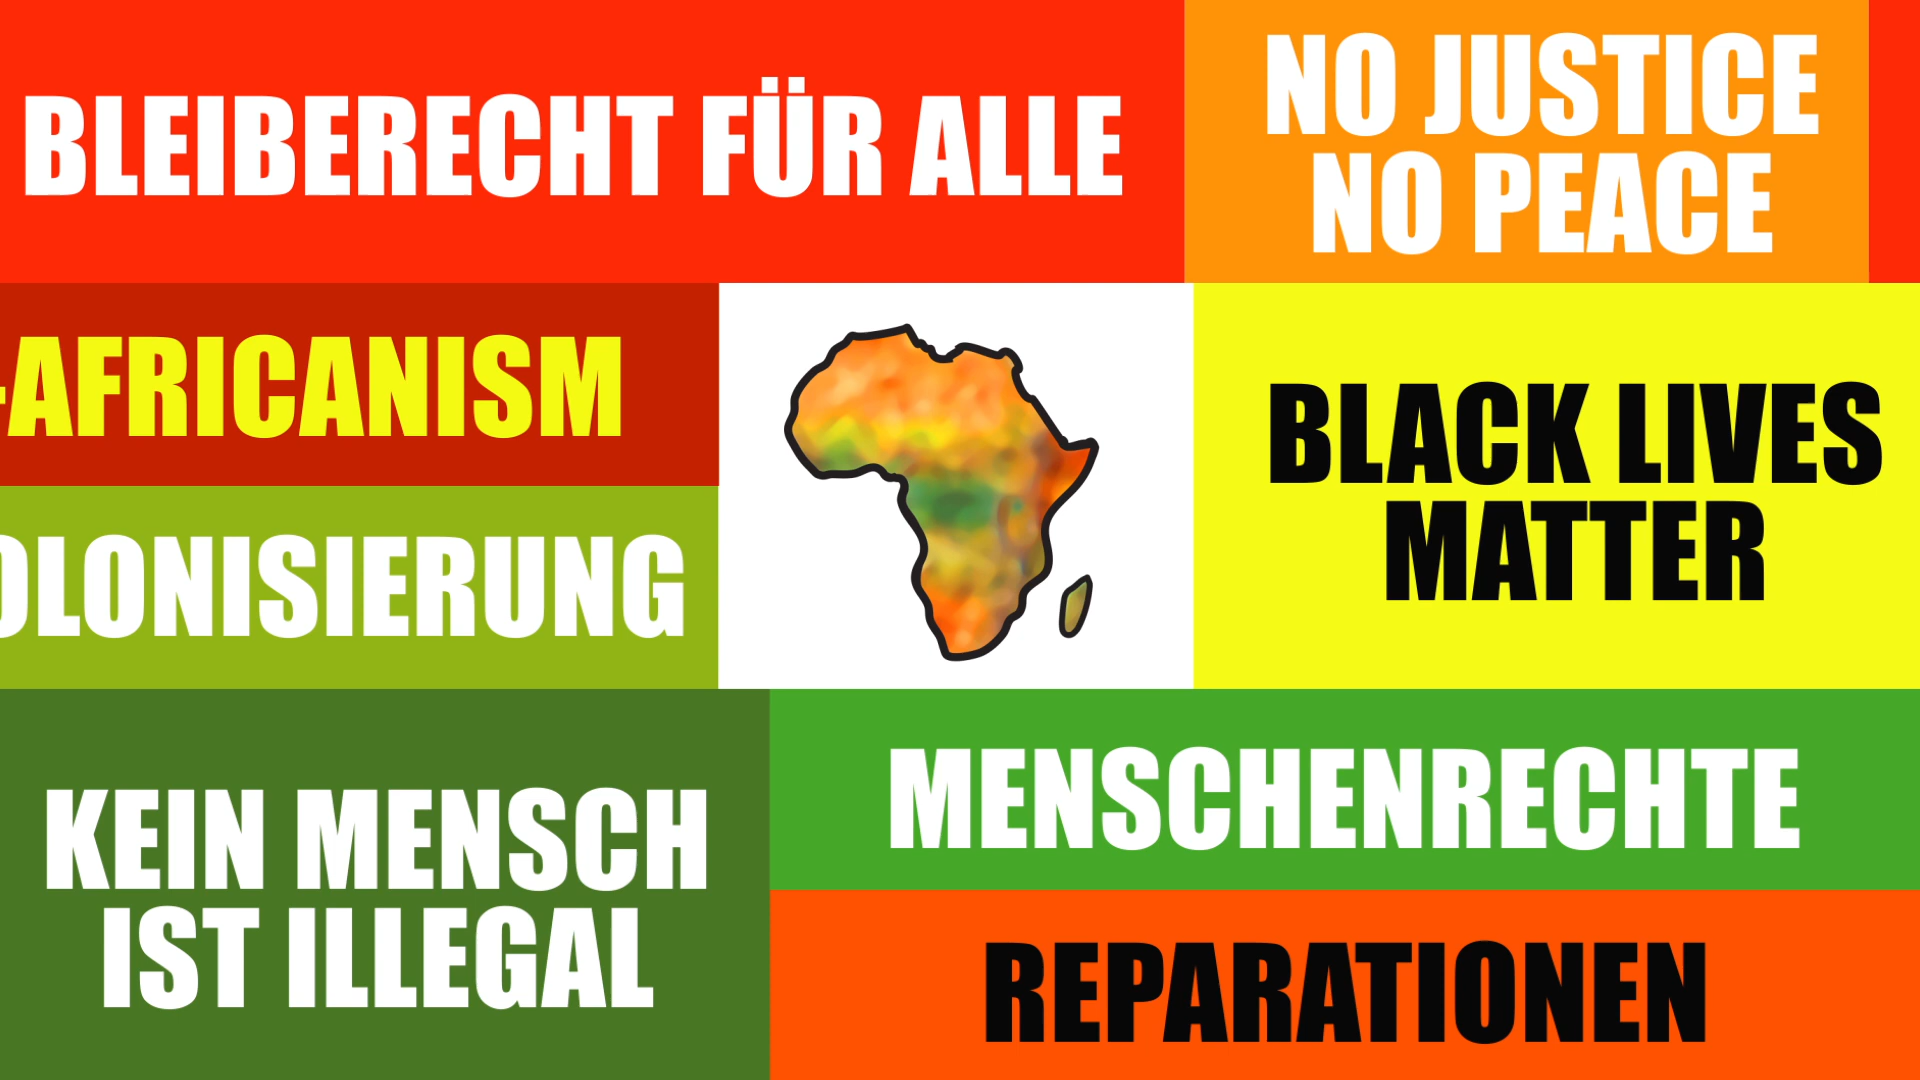 BLEIBERECHT FÜR ALLE
NO JUSTICE
NO PEACE
-AFRICANISM
OLONISIERUNG
BLACK LIVES
MATTER
KEIN MENSCH
IST ILLEGAL
MENSCHENRECHTE
REPARATIONEN